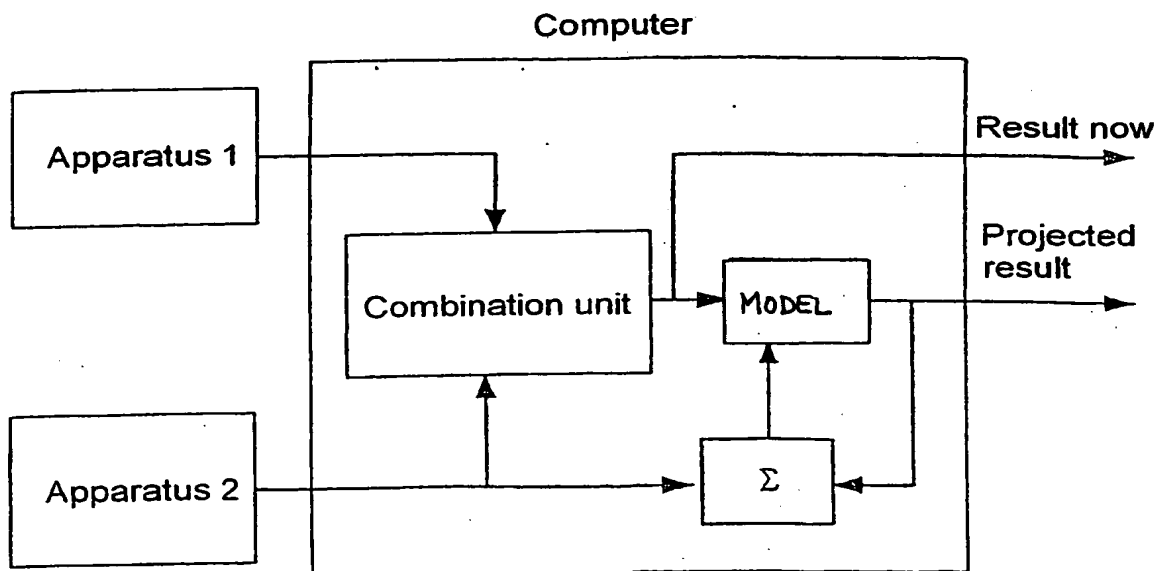 Computer
Apparatus 1
Result now
Combination unit
MODEL
Projected
result
Apparatus 2
Σ